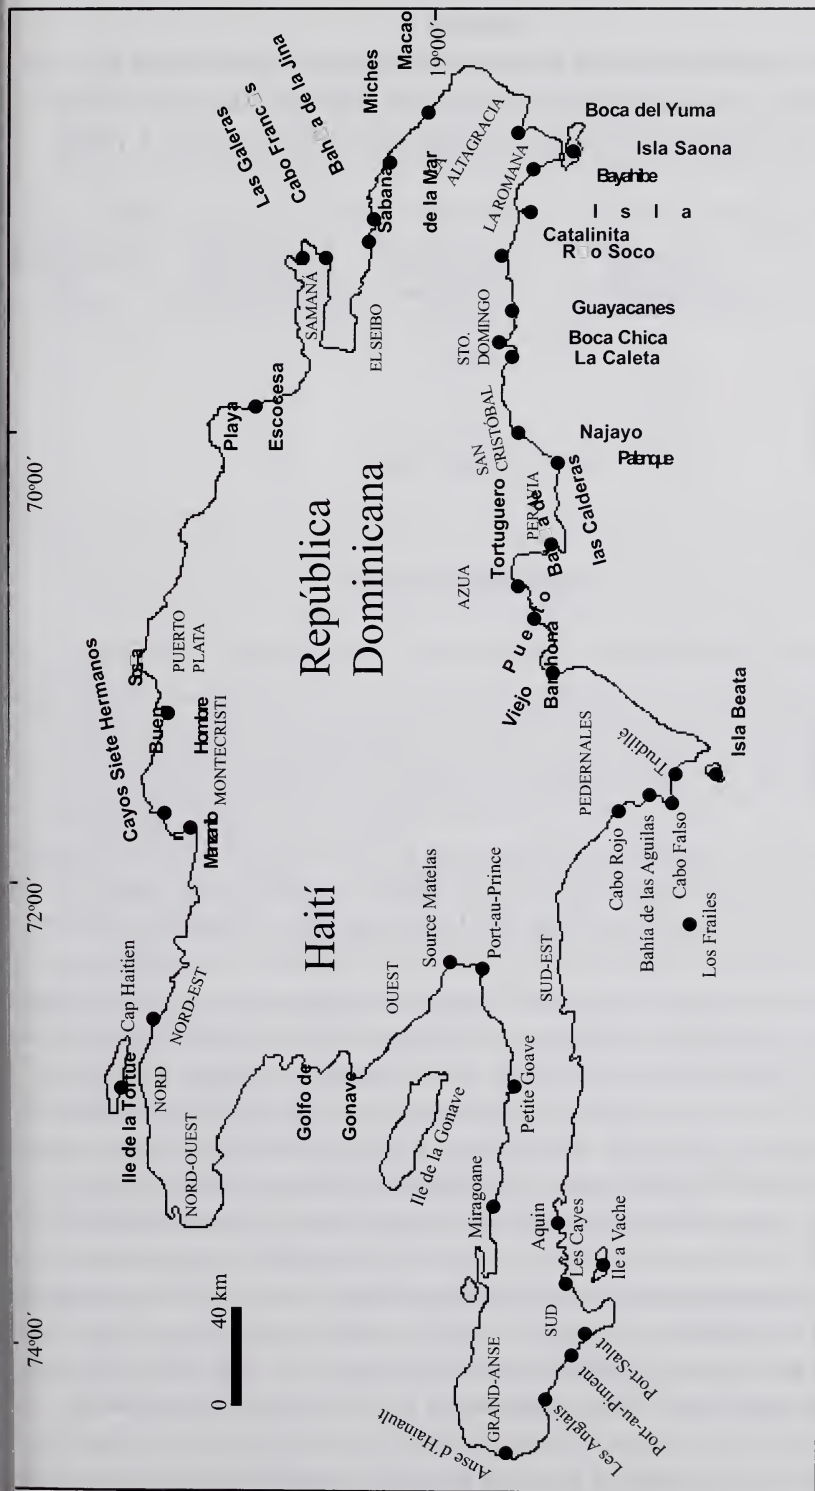 74°00´
72°00´
70°00´
19°00´
0 40 km
Ile de la Tortue
Cap Haitien
NORD-OUEST
NORD
NORD-EST
Haití
Golfo de
Gonave
OUEST
Ile de la Gonave
Source Matelas
Port-au-Prince
Petite Goave
Miragoane
GRAND-ANSE
Anse d'Hainault
Les Anglais
Port-au-Piment
Port-Salut
SUD
Aquin
Les Cayes
Ile a Vache
SUD-EST
Cayos Siete Hermanos
Buen
Hombre
MONTECRISTI
PUERTO
PLATA
República
Dominicana
Playa
Escocesa
SAMANÁ
Las Galeras
Cabo
de la Jina
Miches
Macao
Sabana
de la Mar
EL SEIBO
LA
ALTAGRACIA
LA ROMANA
Boca del Yuma
Isla Saona
Bayahibe
Isla
Catalinita
Soco
Guayacanes
Boca Chica
La Caleta
STO.
DOMINGO
SAN
CRISTÓBAL
Najayo
Palenque
PERAVIA
de
las Calderas
Tortuguero
AZUA
Viejo
Barahona
PEDERNALES
Trudillé
Isla Beata
Cabo Rojo
Bahía de las Aguilas
Cabo Falso
Los Frailes